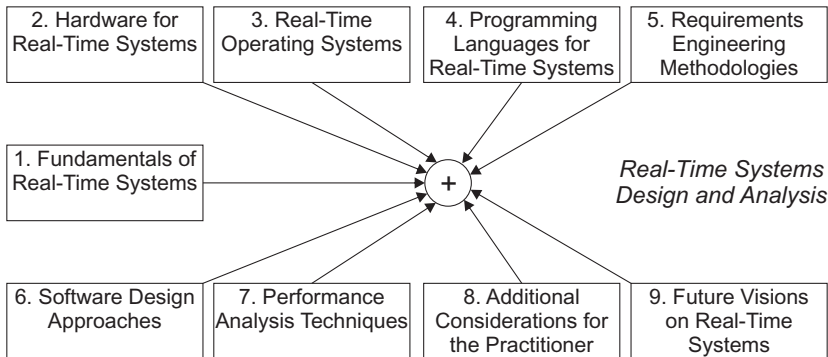 2. Hardware for
Real-Time Systems
3. Real-Time
Operating Systems
4. Programming
Languages for
Real-Time Systems
5. Requirements
Engineering
Methodologies
1. Fundamentals of
Real-Time Systems
+
Real-Time Systems
Design and Analysis
6. Software Design
Approaches
7. Performance
Analysis Techniques
8. Additional
Considerations for
the Practitioner
9. Future Visions
on Real-Time
Systems